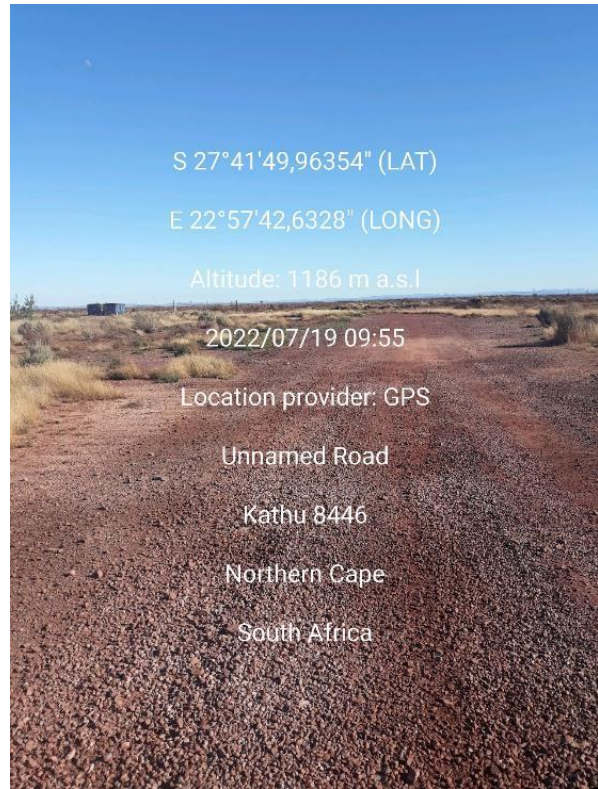 S 27°41'49,96354" (LAT)
E 22°57'42,6328" (LONG)
Altitude: 1186 m a.s.l
2022/07/19 09:55
Location provider: GPS
Unnamed Road
Kathu 8446
Northern Cape
South Africa